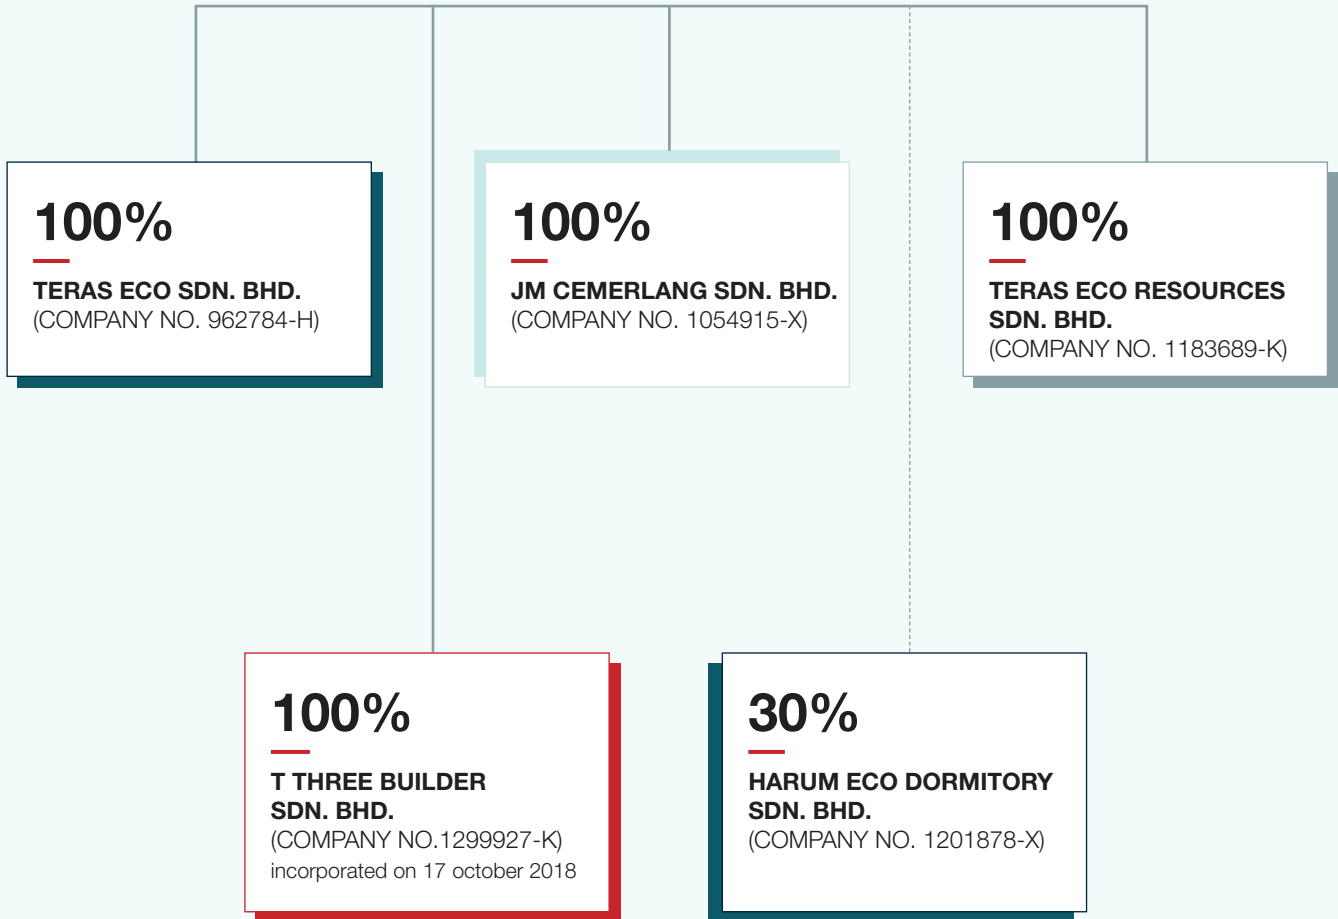 100%
TERAS ECO SDN. BHD.
(COMPANY NO. 962784-H)
100%
JM CEMERLANG SDN. BHD.
(COMPANY NO. 1054915-X)
100%
TERAS ECO RESOURCES
SDN. BHD.
(COMPANY NO. 1183689-K)
100%
T THREE BUILDER
SDN. BHD.
(COMPANY NO.1299927-K)
incorporated on 17 october 2018
30%
HARUM ECO DORMITORY
SDN. BHD.
(COMPANY NO. 1201878-X)